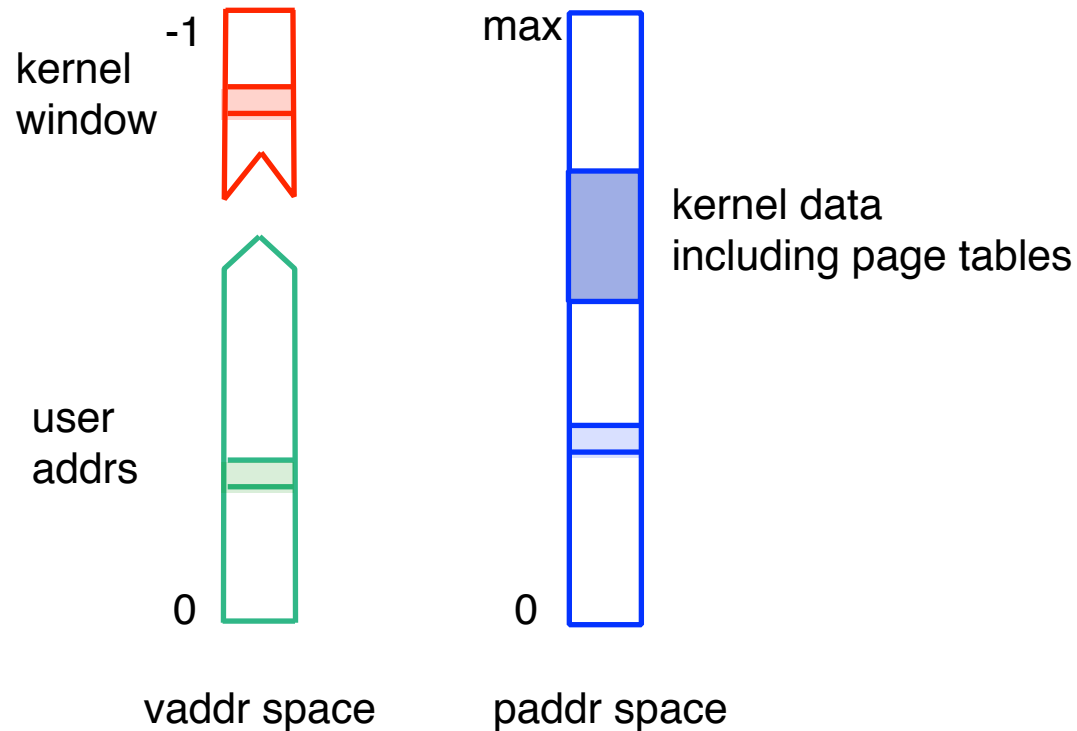 -1
kernel
window
user
addrs
0
vaddr space
max
kernel data
including page tables
0
paddr space